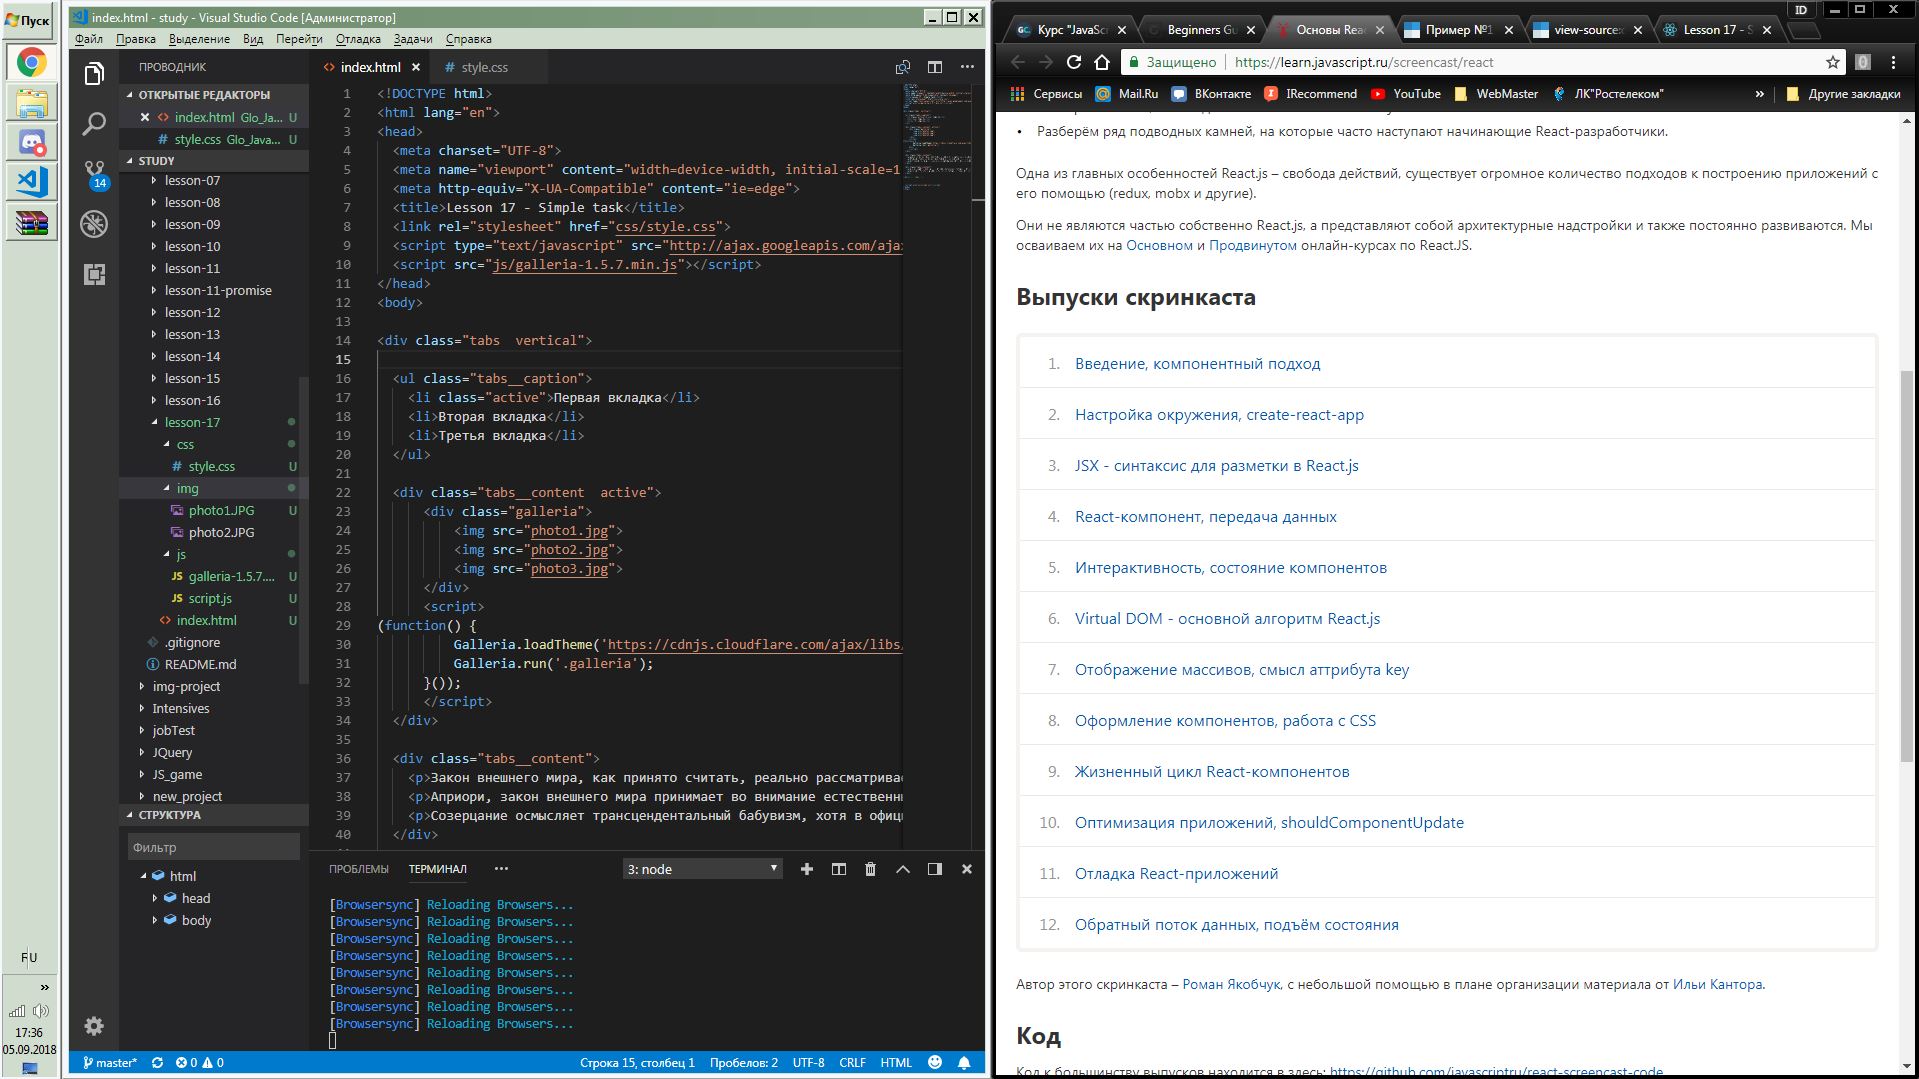 Пуск
RU
17:36
05.09.2018
index.html - study - Visual Studio Code [Администратор]
Файл Правка Выделение Вид Перейти Отладка Задачи Справка
ПРОВОДНИК
ОТКРЫТЫЕ РЕДАКТОРЫ
index.html Glo_Ja... U
style.css Glo_Java... U
STUDY
14
lesson-07
lesson-08
lesson-09
lesson-10
lesson-11
lesson-11-promise
lesson-12
lesson-13
lesson-14
lesson-15
lesson-16
lesson-17
css
style.css U
img
photo1.JPG U
photo2.JPG
js
JS galleria-1.5.7.... U
JS script.js U
index.html U
.gitignore
README.md
img-project
Intensives
jobTest
JQuery
JS_game
new_project
СТРУКТУРА
Фильтр
html
head
body
index.html style.css
1 <!DOCTYPE html>
2 <html lang="en">
3 <head>
4 <meta charset="UTF-8">
5 <meta name="viewport" content="width=device-width, initial-scale=1
6 <meta http-equiv="X-UA-Compatible" content="ie=edge">
7 <title>Lesson 17 - Simple task</title>
8 <link rel="stylesheet" href="css/style.css">
9 <script type="text/javascript" src="http://ajax.googleapis.com/ajax
10 <script src="js/galleria-1.5.7.min.js"></script>
11 </head>
12 <body>
13
14 <div class="tabs  vertical">
15
16 <ul class="tabs__caption">
17 <li class="active">Первая вкладка</li>
18 <li>Вторая вкладка</li>
19 <li>Третья вкладка</li>
20 </ul>
21
22 <div class="tabs__content  active">
23 <div class="galleria">
24 <img src="photo1.jpg">
25 <img src="photo2.jpg">
26 <img src="photo3.jpg">
27 </div>
28 <script>
29 (function() {
30 Galleria.loadTheme('https://cdnjs.cloudflare.com/ajax/libs/
31 Galleria.run('.galleria');
32 }());
33 </script>
34 </div>
35
36 <div class="tabs__content">
37 <p>Закон внешнего мира, как принято считать, реально рассматривае
38 <p>Априори, закон внешнего мира принимает во внимание естественны
39 <p>Созерцание осмысляет трансцендентальный бабувизм, хотя в офиц
40 </div>
ПРОБЛЕМЫ ТЕРМИНАЛ ... 3: node
[Browsersync] Reloading Browsers...
[Browsersync] Reloading Browsers...
[Browsersync] Reloading Browsers...
[Browsersync] Reloading Browsers...
[Browsersync] Reloading Browsers...
[Browsersync] Reloading Browsers...
[Browsersync] Reloading Browsers...
[Browsersync] Reloading Browsers...
master* 0 0 Строка 15, столбец 1 Пробелов: 2 UTF-8 CRLF HTML
ID
Курс "JavaSc Beginners Gu Основы Reac Пример №1 view-source: Lesson 17 - S
Защищено https://learn.javascript.ru/screencast/react
Сервисы Mail.Ru ВКонтакте IRecommend YouTube WebMaster ЛК"Ростелеком" » Другие закладки
• Разберём ряд подводных камней, на которые часто наступают начинающие React-разработчики.
Одна из главных особенностей React.js – свобода действий, существует огромное количество подходов к построению приложений с
его помощью (redux, mobx и другие).
Они не являются частью собственно React.js, а представляют собой архитектурные надстройки и также постоянно развиваются. Мы
осваиваем их на Основном и Продвинутом онлайн-курсах по React.JS.
Выпуски скринкаста
1. Введение, компонентный подход
2. Настройка окружения, create-react-app
3. JSX - синтаксис для разметки в React.js
4. React-компонент, передача данных
5. Интерактивность, состояние компонентов
6. Virtual DOM - основной алгоритм React.js
7. Отображение массивов, смысл аттрибута key
8. Оформление компонентов, работа с CSS
9. Жизненный цикл React-компонентов
10. Оптимизация приложений, shouldComponentUpdate
11. Отладка React-приложений
12. Обратный поток данных, подъём состояния
Автор этого скринкаста – Роман Якобчук, с небольшой помощью в плане организации материала от Ильи Кантора.
Код
Код к большинству выпусков находится в здесь: https://github.com/javascriptru/react-screencast-code